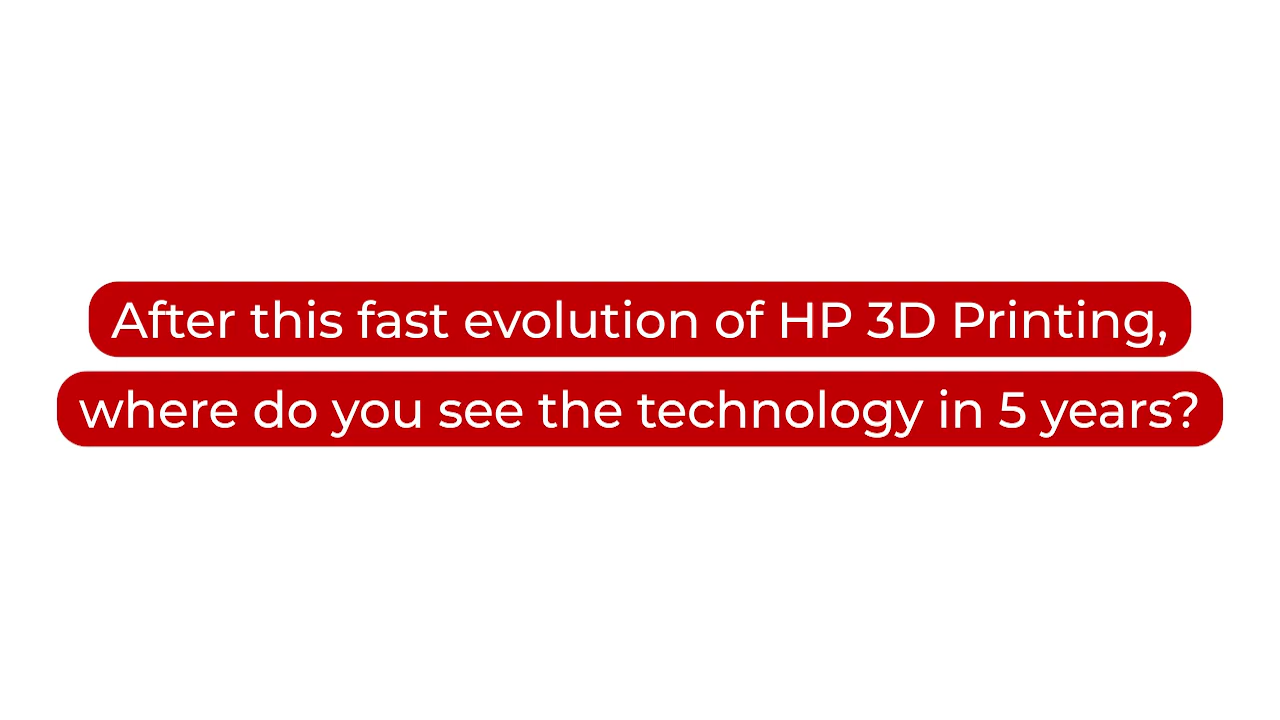 After this fast evolution of HP 3D Printing,
where do you see the technology in 5 years?